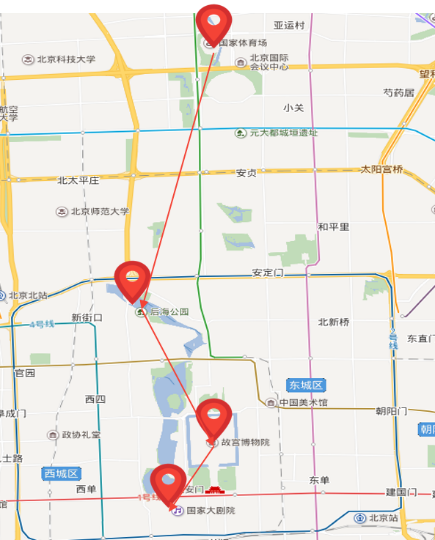 亚运村
国家体育场
北京科技大学
北京国际
会议中心
望和
芍药居
航空
大学
小关
元大都城垣遗址
太阳宫桥
安贞
北太平庄
北京师范大学
和平里
安定门
北京北站
后海公园
新街口
4号线
北新桥
号线
东直门
官园
东城区
西四
中国美术馆
阜成门
朝阳门
朝阳
政协礼堂
故宫博物院
士路
西城区
西单
1号线
安门
东单
建国门
国家大剧院
北京站